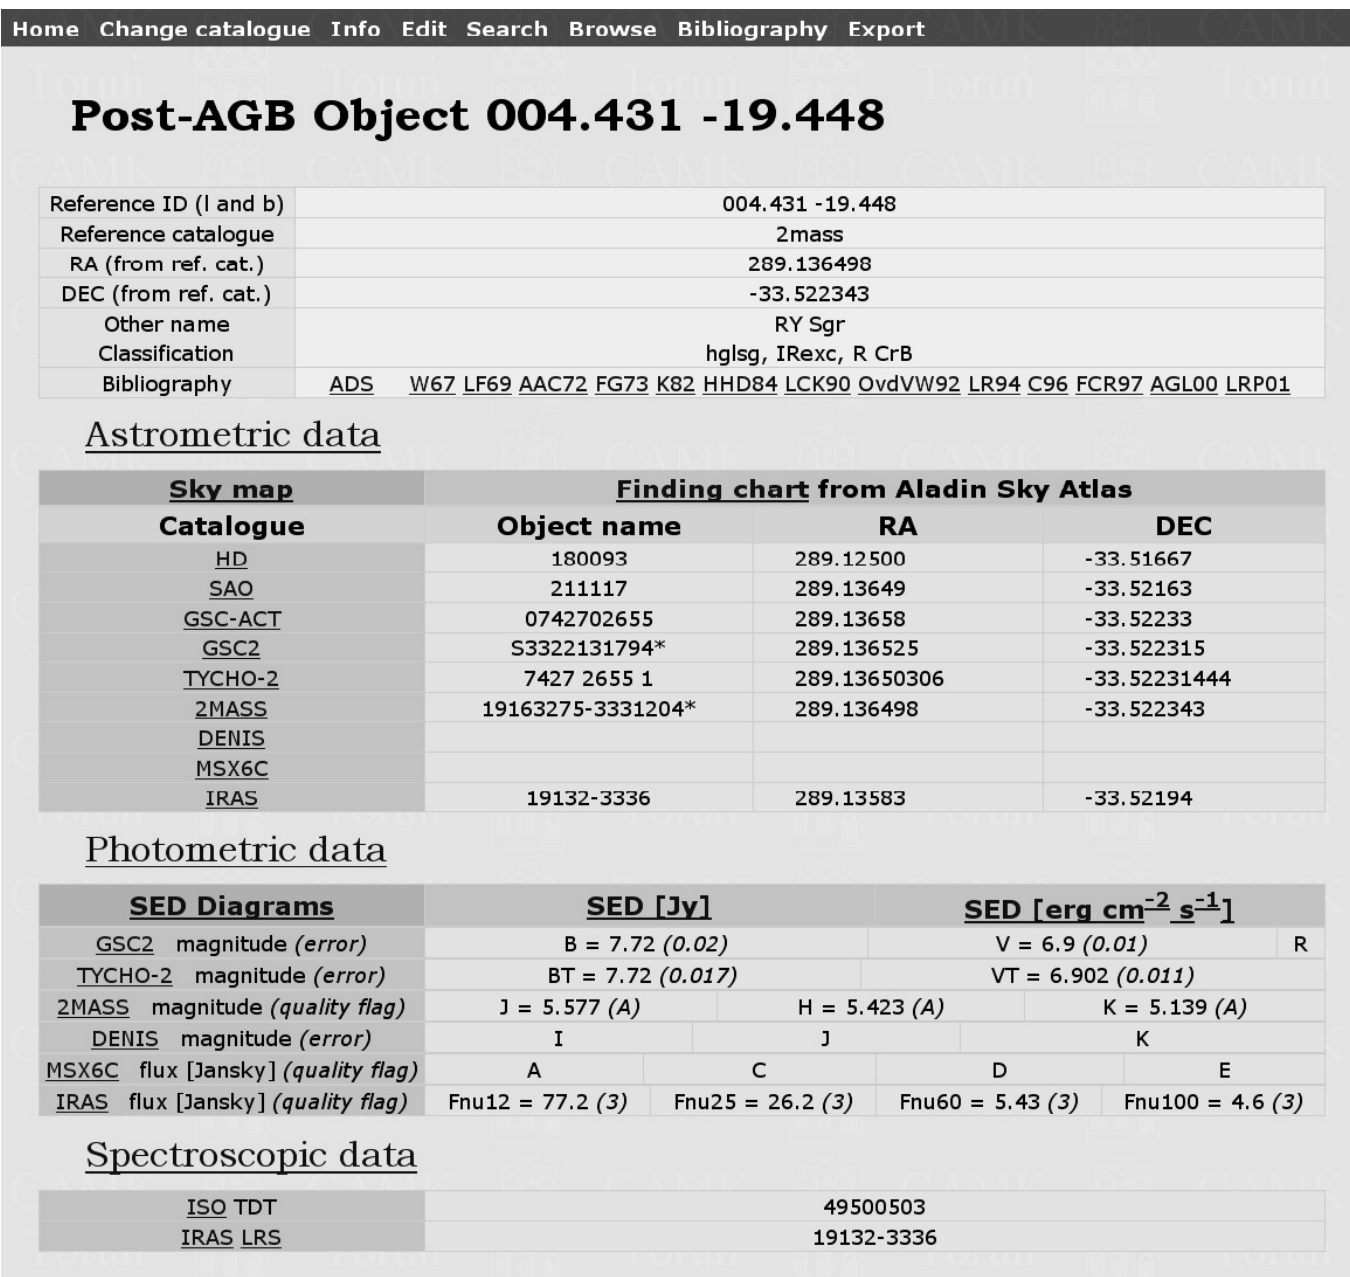 Home Change catalogue Info Edit Search Browse Bibliography Export
Post-AGB Object 004.431 -19.448
Reference ID (l and b) 004.431 -19.448
Reference catalogue 2mass
RA (from ref. cat.) 289.136498
DEC (from ref. cat.) -33.522343
Other name RY Sgr
Classification hglsg, IRexc, R CrB
Bibliography ADS W67 LF69 AAC72 FG73 K82 HHD84 LCK90 OvdVW92 LR94 C96 FCR97 AGL00 LRP01
Astrometric data
Sky map Finding chart from Aladin Sky Atlas
Catalogue Object name RA DEC
HD 180093 289.12500 -33.51667
SAO 211117 289.13649 -33.52163
GSC-ACT 0742702655 289.13658 -33.52233
GSC2 S3322131794* 289.136525 -33.522315
TYCHO-2 7427 2655 1 289.13650306 -33.52231444
2MASS 19163275-3331204* 289.136498 -33.522343
DENIS
MSX6C
IRAS 19132-3336 289.13583 -33.52194
Photometric data
SED Diagrams SED [Jy] SED [erg cm-2 s-1]
GSC2 magnitude (error) B = 7.72 (0.02) V = 6.9 (0.01) R
TYCHO-2 magnitude (error) BT = 7.72 (0.017) VT = 6.902 (0.011)
2MASS magnitude (quality flag) J = 5.577 (A) H = 5.423 (A) K = 5.139 (A)
DENIS magnitude (error) I J K
MSX6C flux [Jansky] (quality flag) A C D E
IRAS flux [Jansky] (quality flag) Fnu12 = 77.2 (3) Fnu25 = 26.2 (3) Fnu60 = 5.43 (3) Fnu100 = 4.6 (3)
Spectroscopic data
ISO TDT 49500503
IRAS LRS 19132-3336